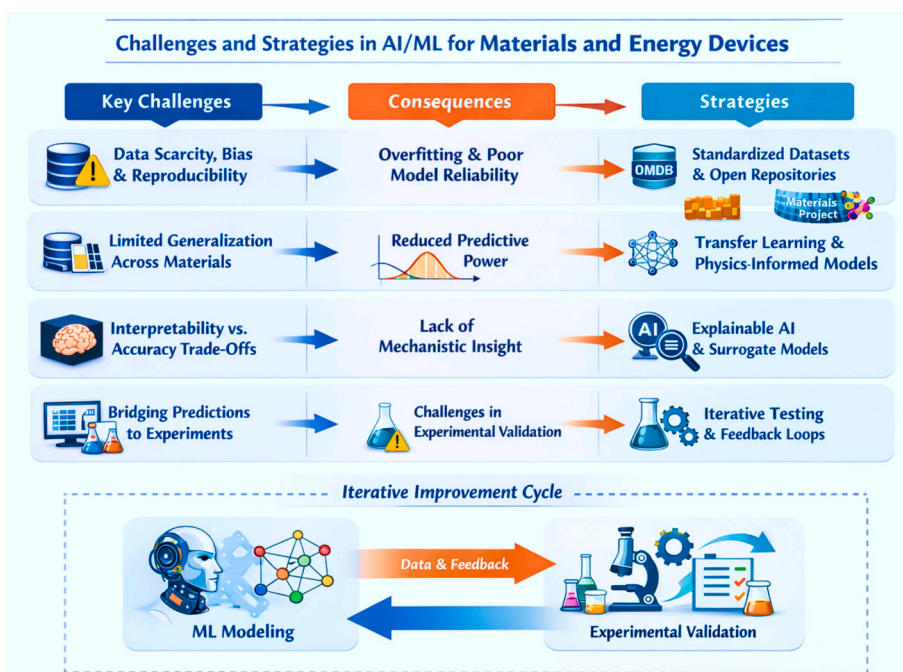 Challenges and Strategies in AI/ML for Materials and Energy Devices
Key Challenges
Consequences
Strategies
Data Scarcity, Bias
& Reproducibility
Overfitting & Poor
Model Reliability
OMDB
Standardized Datasets
& Open Repositories
Materials
Project
Limited Generalization
Across Materials
Reduced Predictive
Power
Transfer Learning &
Physics-Informed Models
Interpretability vs.
Accuracy Trade-Offs
Lack of
Mechanistic Insight
AI
Explainable AI
& Surrogate Models
Bridging Predictions
to Experiments
Challenges in
Experimental Validation
Iterative Testing
& Feedback Loops
Iterative Improvement Cycle
Data & Feedback
ML Modeling
Experimental Validation